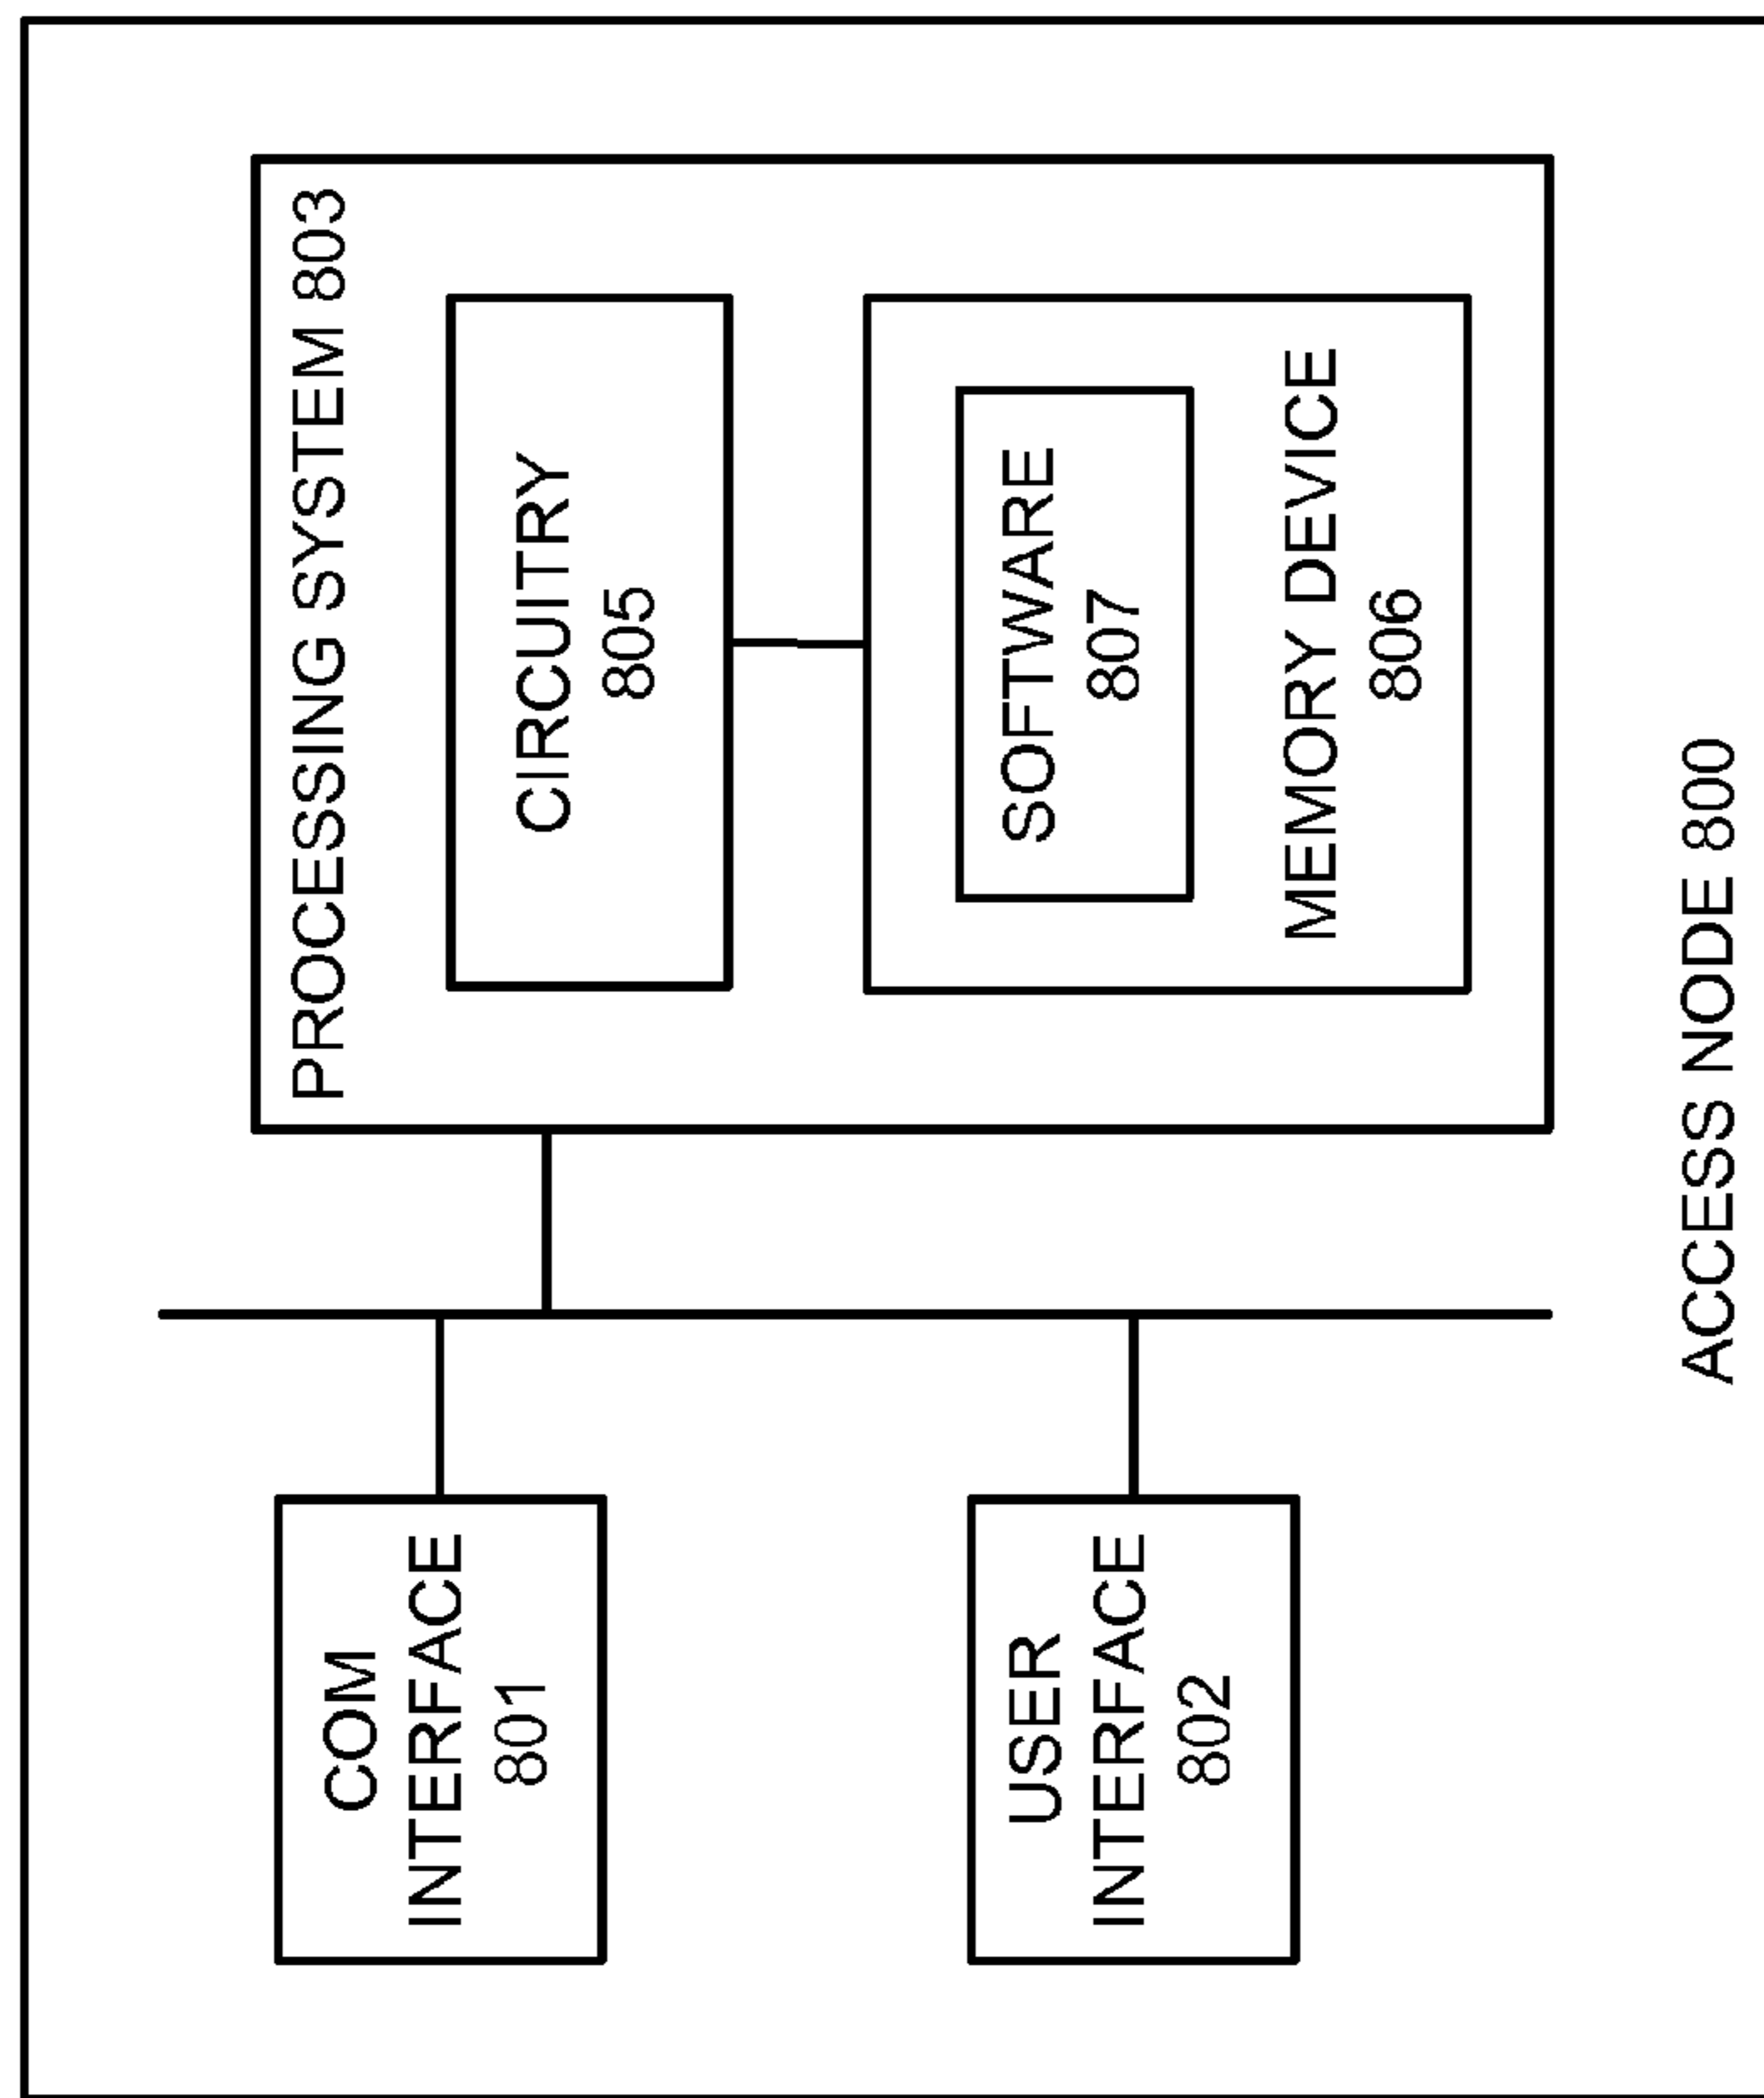 COM
INTERFACE
801
USER
INTERFACE
802
PROCESSING SYSTEM 803
CIRCUITRY
805
SOFTWARE
807
MEMORY DEVICE
806
ACCESS NODE 800